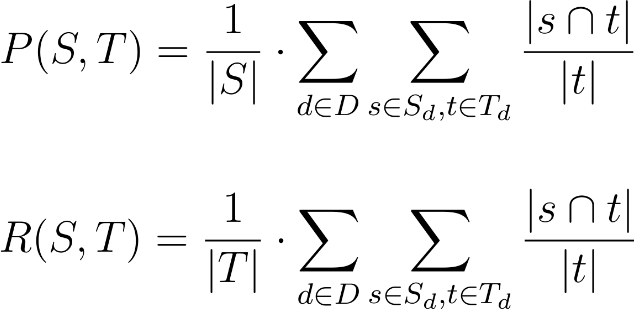 P(S, T) = \frac{1}{|S|} \cdot \sum_{d \in D} \sum_{s \in S_d, t \in T_d} \frac{|s \cap t|}{|t|}
R(S, T) = \frac{1}{|T|} \cdot \sum_{d \in D} \sum_{s \in S_d, t \in T_d} \frac{|s \cap t|}{|t|}